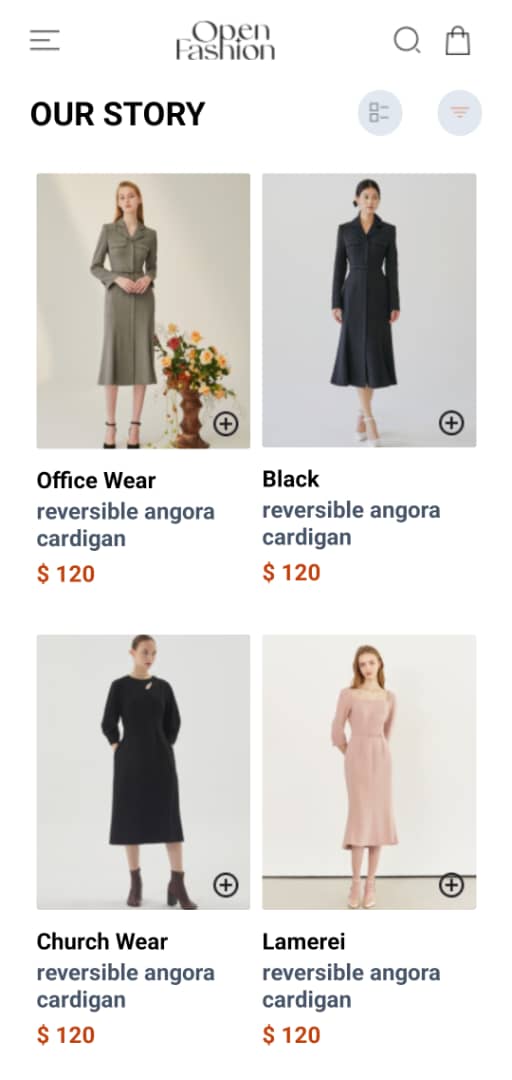 Open
Fashion
OUR STORY
Office Wear
reversible angora
cardigan
$ 120
Black
reversible angora
cardigan
$ 120
Church Wear
reversible angora
cardigan
$ 120
Lamerei
reversible angora
cardigan
$ 120